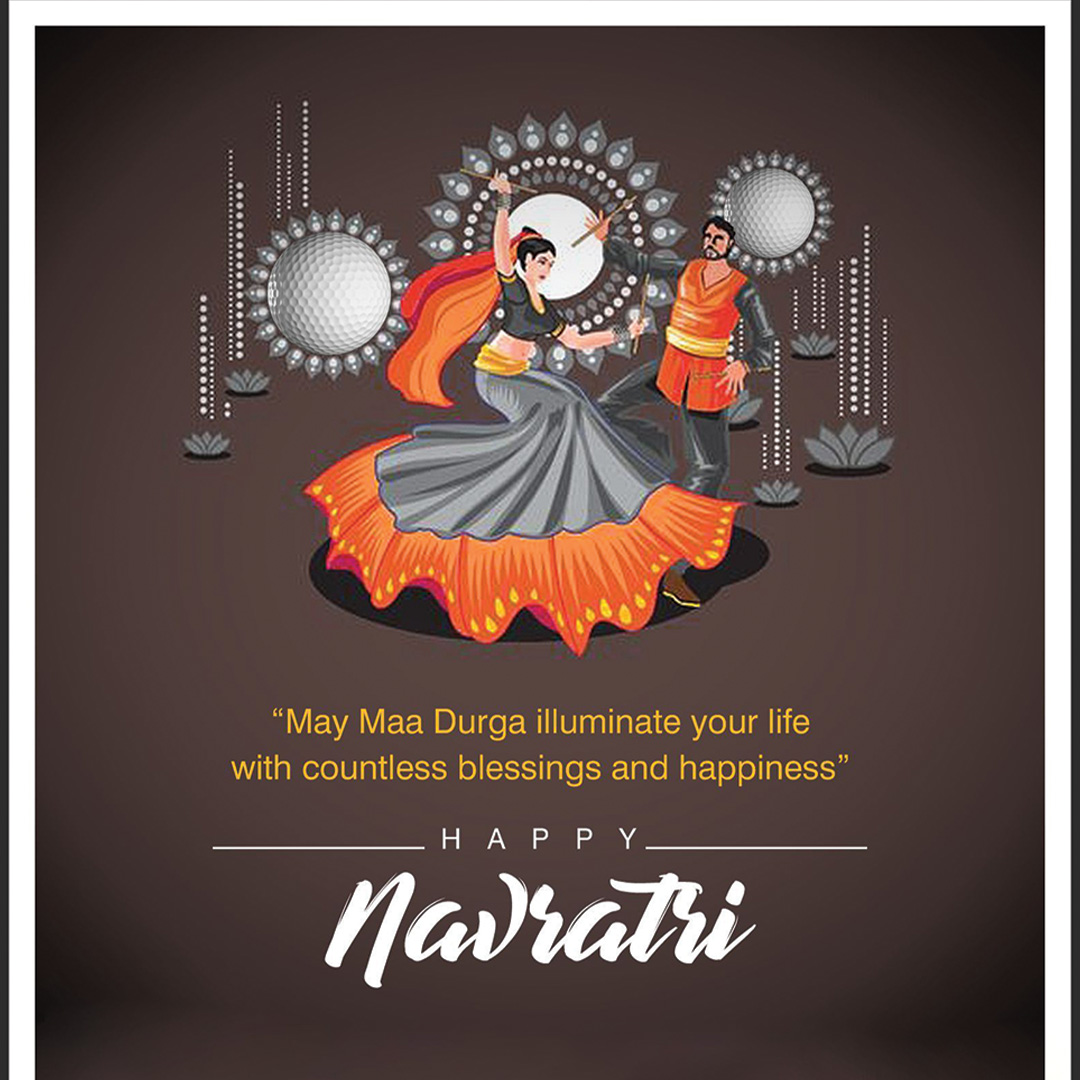 “May Maa Durga illuminate your life
with countless blessings and happiness”
HAPPY
Navratri